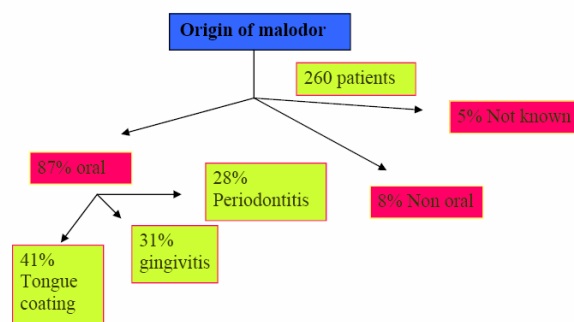 Origin of malodor
260 patients
5% Not known
87% oral
28%
Periodontitis
8% Non oral
31%
gingivitis
41%
Tongue
coating